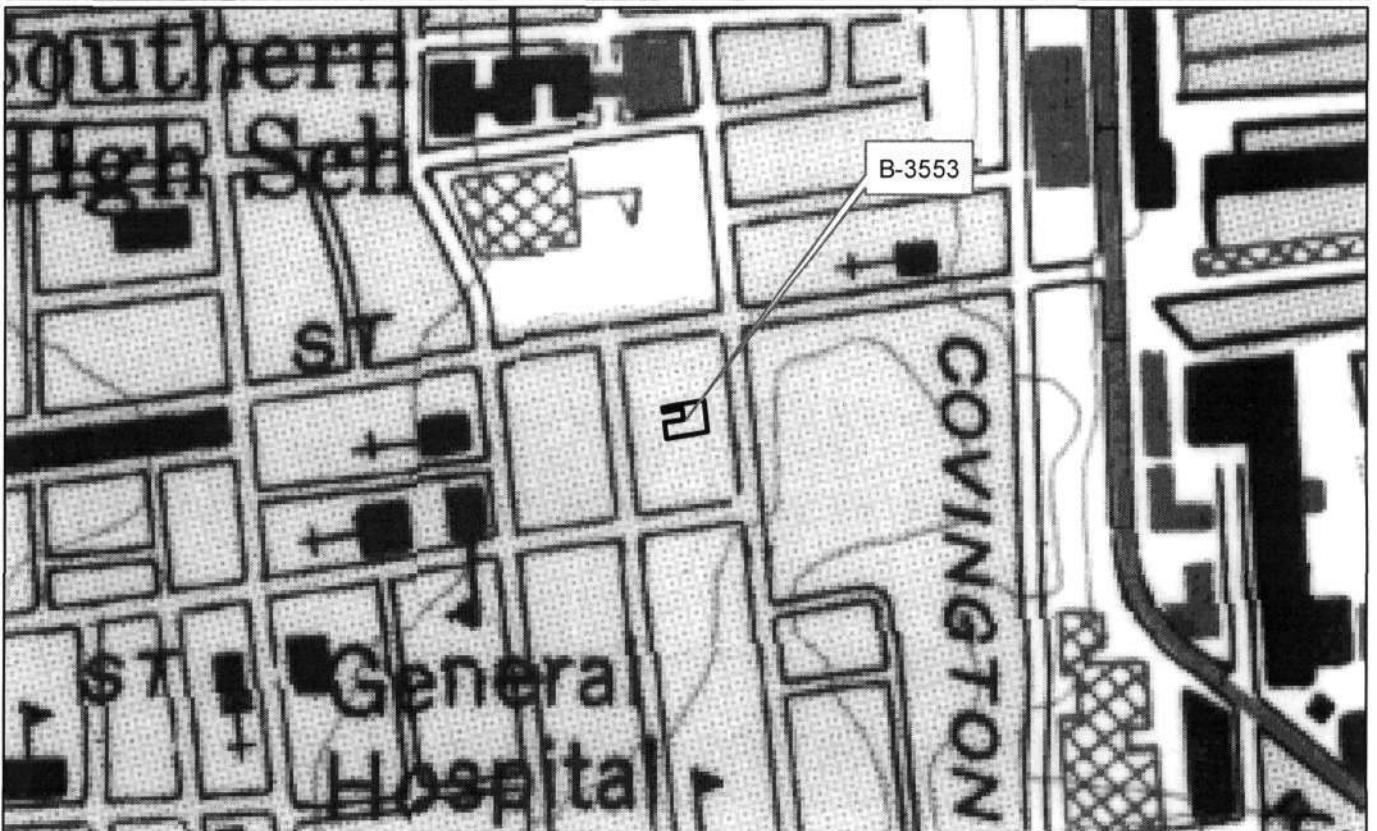 Southern
High Sch
B-3553
ST
COVINGTON
ST
General
Hospital